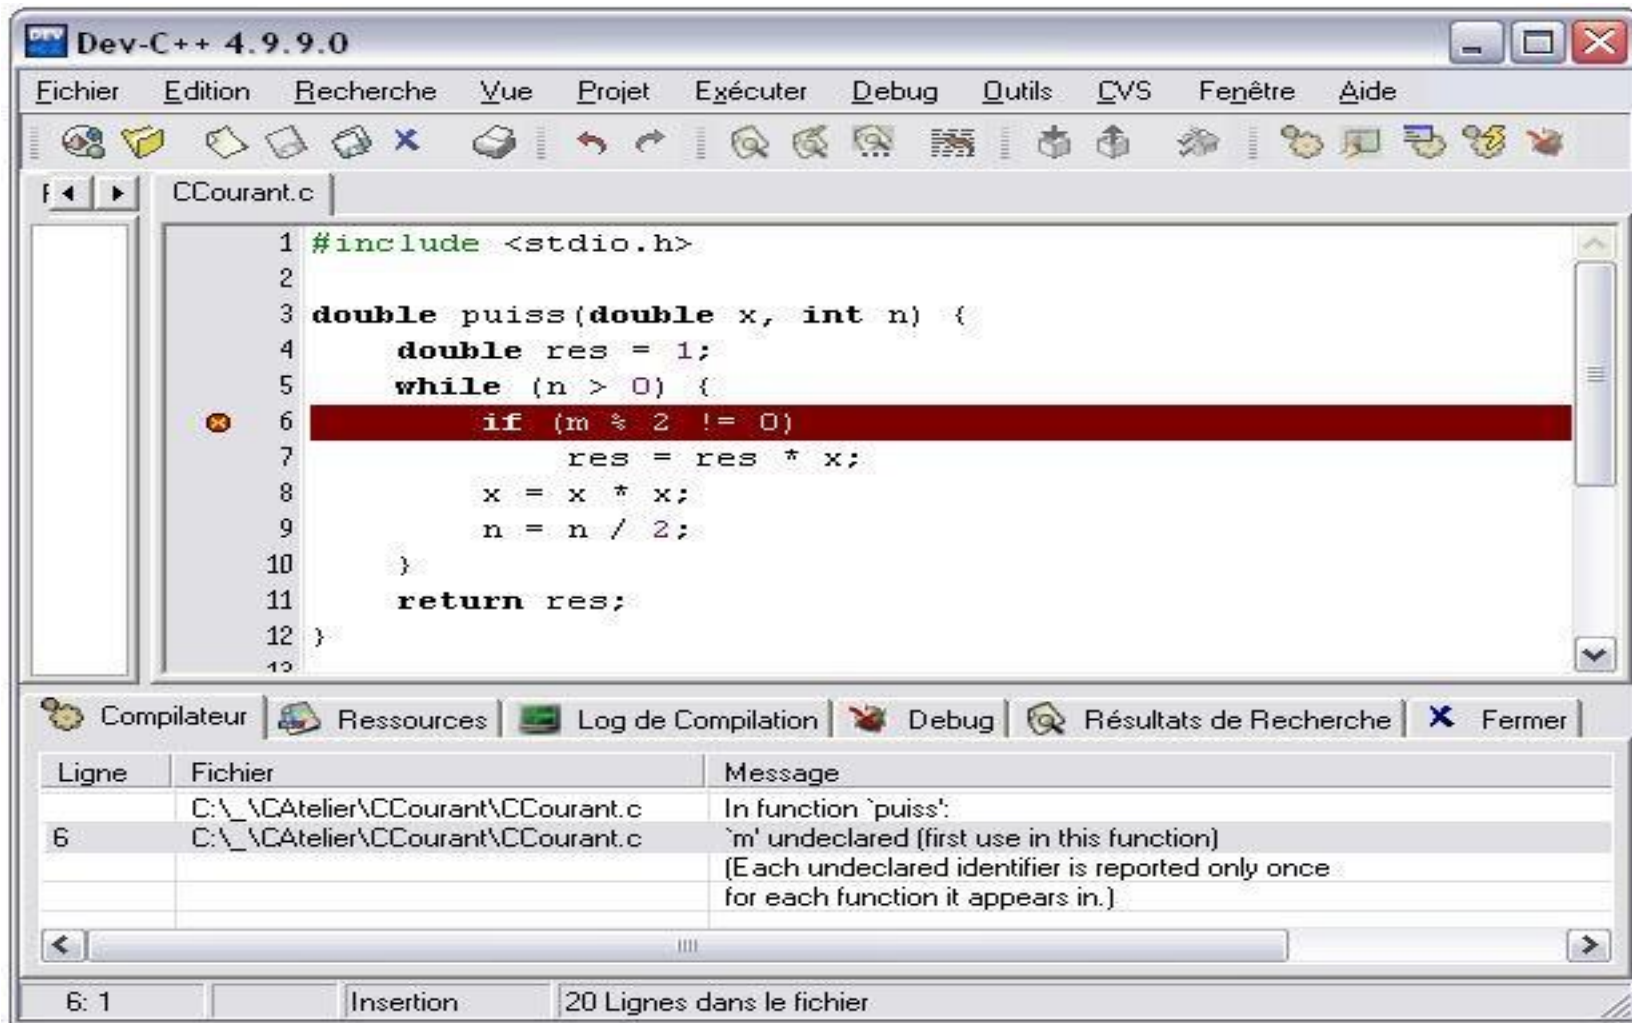 Dev-C++ 4.9.9.0
Fichier Edition Recherche Vue Projet Exécuter Debug Outils CVS Fenêtre Aide
CCourant.c
1 #include <stdio.h>
2
3 double puiss(double x, int n) {
4 double res = 1;
5 while (n > 0) {
6 if (m % 2 != 0)
7 res = res * x;
8 x = x * x;
9 n = n / 2;
10 }
11 return res;
12 }
13
Compilateur Ressources Log de Compilation Debug Résultats de Recherche Fermer
Ligne Fichier Message
C:\_\CAtelier\CCourant\CCourant.c In function `puiss':
6 C:\_\CAtelier\CCourant\CCourant.c `m' undeclared (first use in this function)
(Each undeclared identifier is reported only once
for each function it appears in.)
6: 1 Insertion 20 Lignes dans le fichier